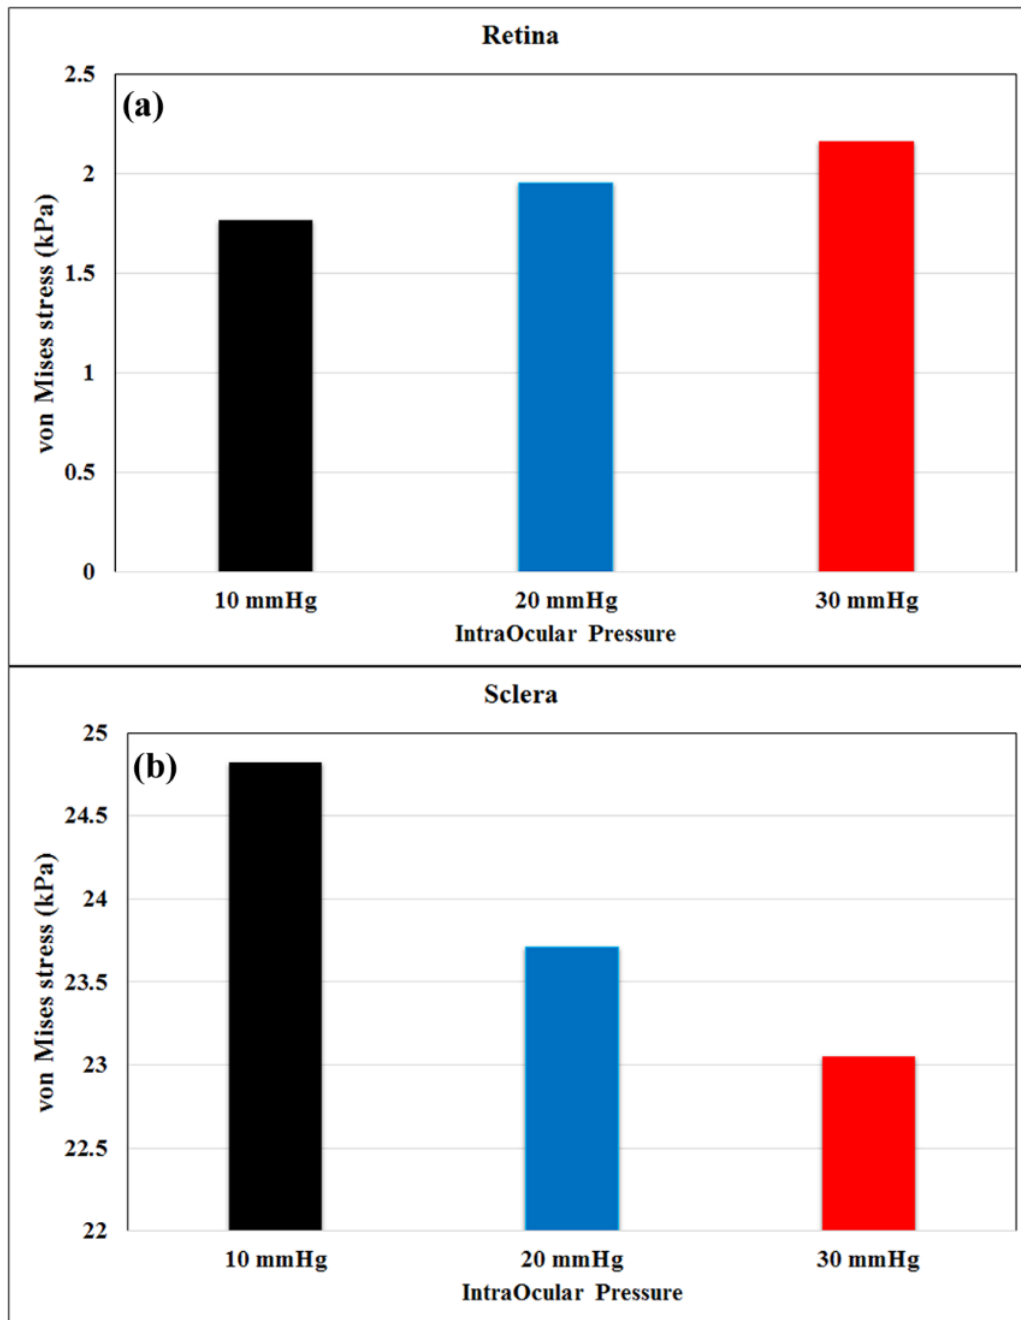 Retina
(a)
von Mises stress (kPa)
2.5
2
1.5
1
0.5
0
10 mmHg 20 mmHg 30 mmHg
IntraOcular Pressure
Sclera
(b)
von Mises stress (kPa)
25
24.5
24
23.5
23
22.5
22
10 mmHg 20 mmHg 30 mmHg
IntraOcular Pressure